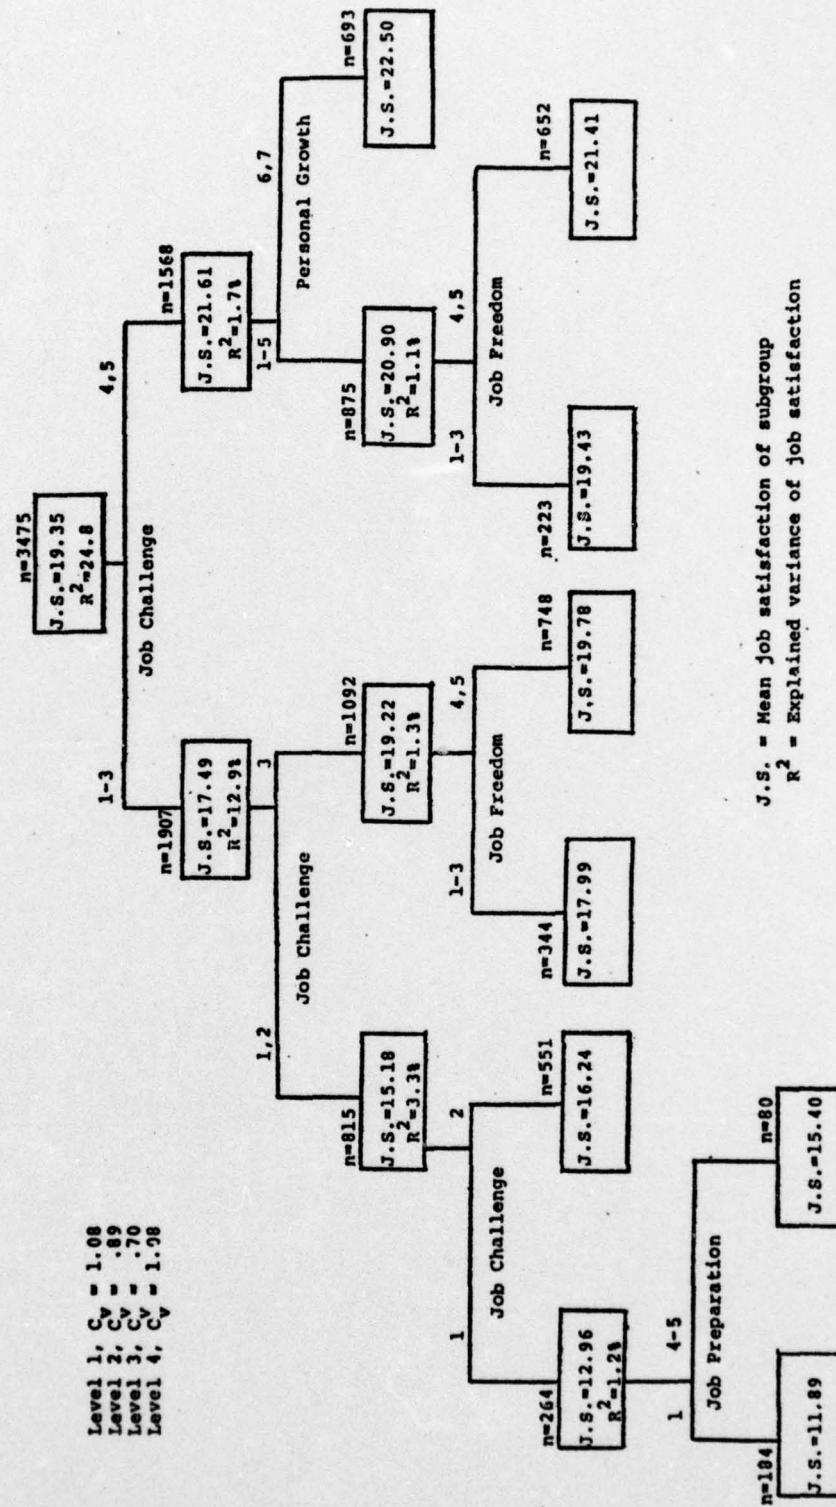 Level 1, Cv = 1.08
Level 2, Cv = .89
Level 3, Cv = .70
Level 4, Cv = 1.08
n=3475
J.S.=19.35
R2=24.8
Job Challenge
1-3
4,5
n=1907
J.S.=17.49
R2=12.9%
n=1568
J.S.=21.61
R2=1.7%
Job Challenge
1,2
3
1-5
6,7
Personal Growth
n=815
J.S.=15.18
R2=3.3%
n=1092
J.S.=19.22
R2=1.3%
n=875
J.S.=20.90
R2=1.1%
n=693
J.S.=22.50
Job Challenge
1
2
Job Freedom
1-3
4,5
Job Freedom
1-3
4,5
n=264
J.S.=12.96
R2=1.2%
n=551
J.S.=16.24
n=344
J.S.=17.99
n=748
J.S.=19.78
n=223
J.S.=19.43
n=652
J.S.=21.41
1
4-5
Job Preparation
n=184
J.S.=11.89
n=80
J.S.=15.40
J.S. = Mean job satisfaction of subgroup
R2 = Explained variance of job satisfaction